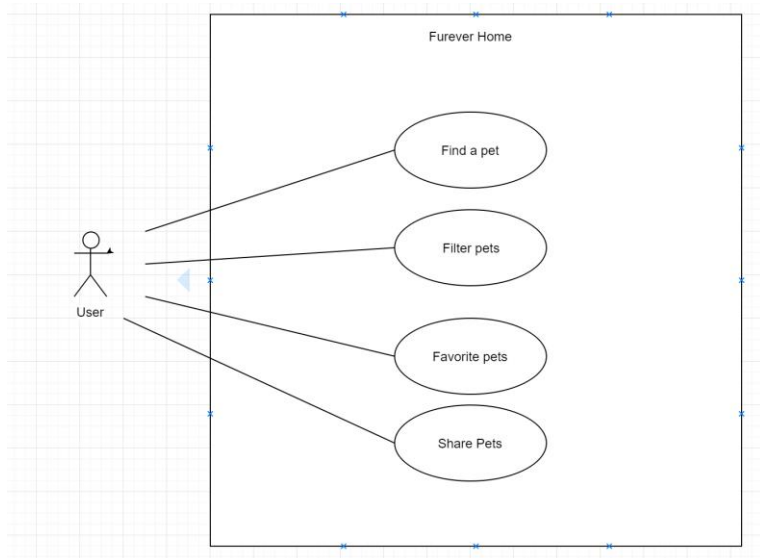 Furever Home
Find a pet
Filter pets
User
Favorite pets
Share Pets